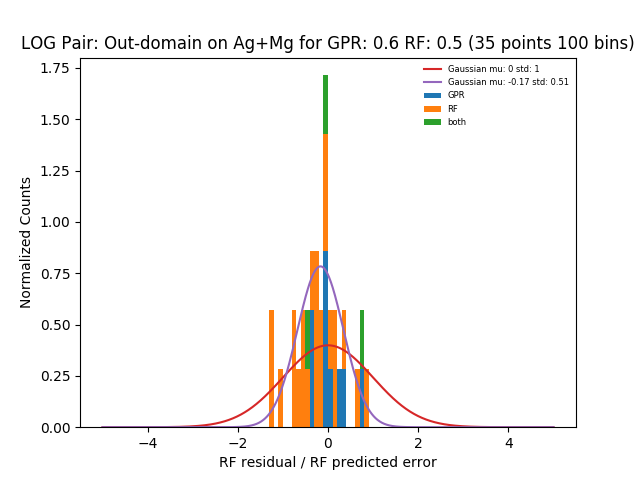 LOG Pair: Out-domain on Ag+Mg for GPR: 0.6 RF: 0.5 (35 points 100 bins)
Gaussian mu: 0 std: 1
Gaussian mu: -0.17 std: 0.51
GPR
RF
both
Normalized Counts
1.75
1.50
1.25
1.00
0.75
0.50
0.25
0.00
−4 −2 0 2 4
RF residual / RF predicted error